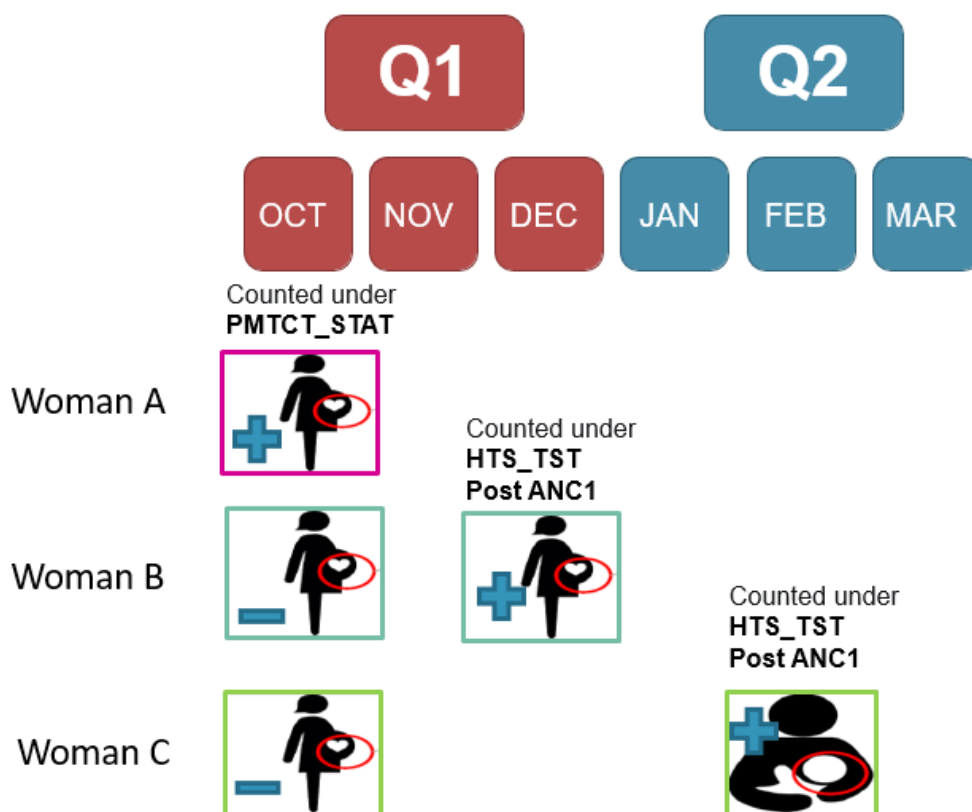 Q1
Q2
OCT
NOV
DEC
JAN
FEB
MAR
Counted under
PMTCT_STAT
Woman A
Counted under
HTS_TST
Post ANC1
Woman B
Counted under
HTS_TST
Post ANC1
Woman C